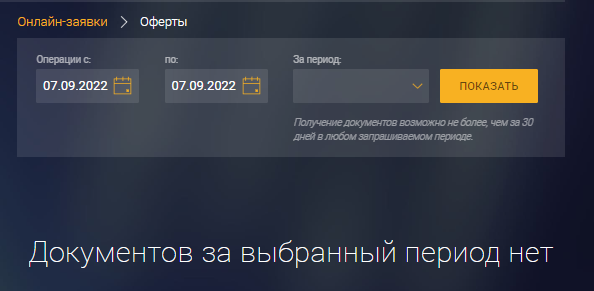 Онлайн-заявки > Оферты
Операции с: по: За период:
07.09.2022 07.09.2022 ПОКАЗАТЬ
Получение документов возможно не более, чем за 30
дней в любом запрашиваемом периоде.
Документов за выбранный период нет